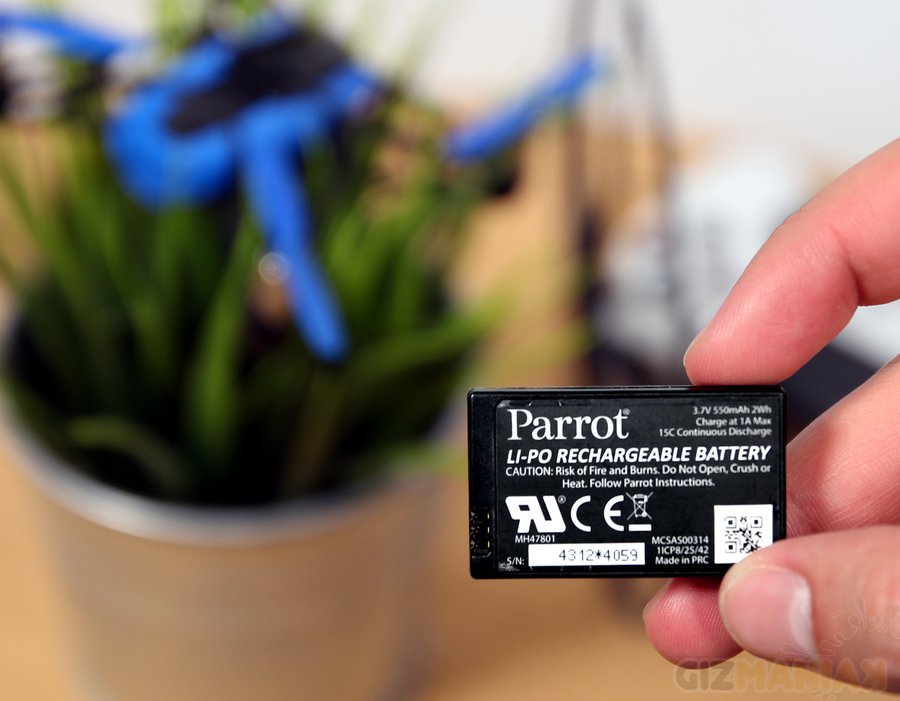 Parrot®
3.7V 550mAh 2Wh
Charge at 1A Max
15C Continuous Discharge
LI-PO RECHARGEABLE BATTERY
CAUTION: Risk of Fire and Burns. Do Not Open, Crush or
Heat. Follow Parrot Instructions.
MH47801
S/N: 4312*4059
MCSAS00314
1ICP8/25/42
Made in PRC
GIZMANIAK